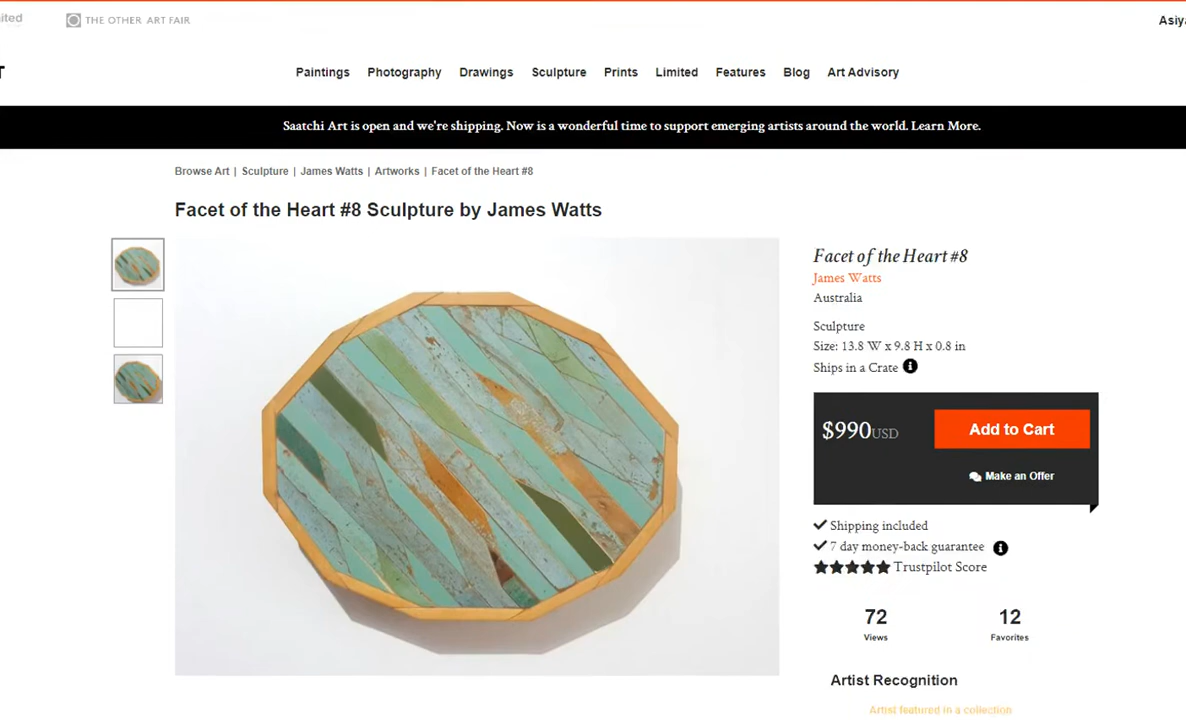 THE OTHER ART FAIR
Paintings Photography Drawings Sculpture Prints Limited Features Blog Art Advisory
Saatchi Art is open and we're shipping. Now is a wonderful time to support emerging artists around the world. Learn More.
Browse Art | Sculpture | James Watts | Artworks | Facet of the Heart #8
Facet of the Heart #8 Sculpture by James Watts
Facet of the Heart #8
James Watts
Australia
Sculpture
Size: 13.8 W x 9.8 H x 0.8 in
Ships in a Crate
$990USD
Add to Cart
Make an Offer
Shipping included
7 day money-back guarantee
Trustpilot Score
72 12
Views Favorites
Artist Recognition
Artist featured in a collection